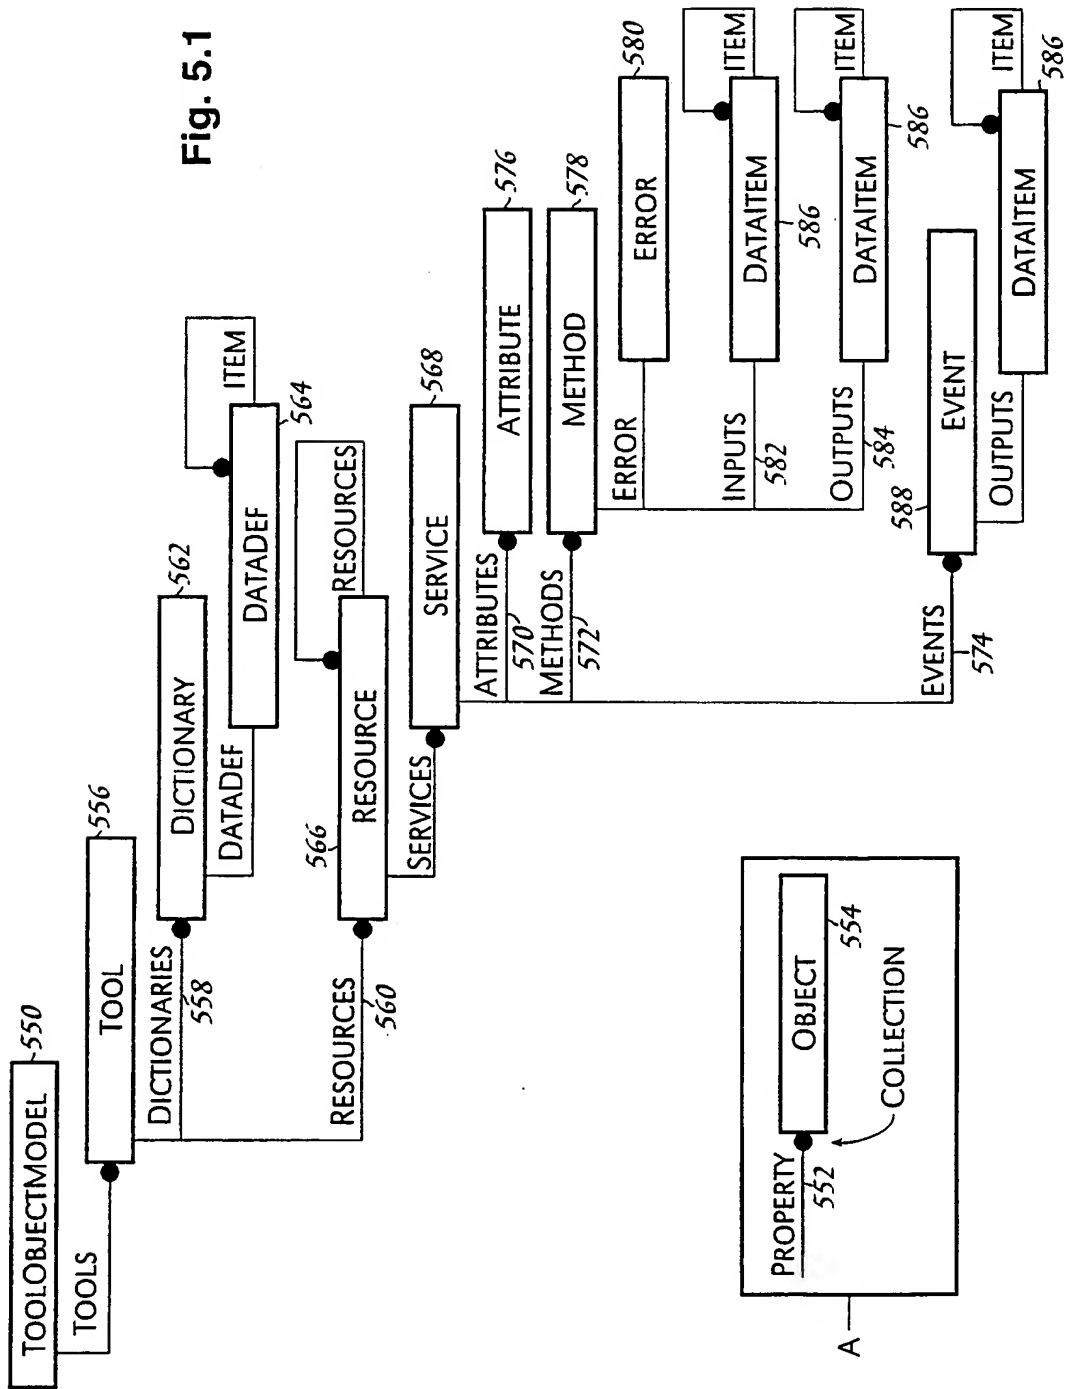 Fig. 5.1
TOOLOBJECTMODEL
550
TOOLS
TOOL
556
DICTIONARIES
558
DICTIONARY
562
DATADEF
DATADEF
564
ITEM
RESOURCES
560
RESOURCE
566
RESOURCES
SERVICES
SERVICE
568
ATTRIBUTES
570
ATTRIBUTE
576
METHODS
572
METHOD
578
ERROR
ERROR
580
INPUTS
582
DATAITEM
586
ITEM
OUTPUTS
584
DATAITEM
586
ITEM
EVENTS
574
EVENT
588
OUTPUTS
DATAITEM
586
ITEM
A
PROPERTY
552
OBJECT
554
COLLECTION